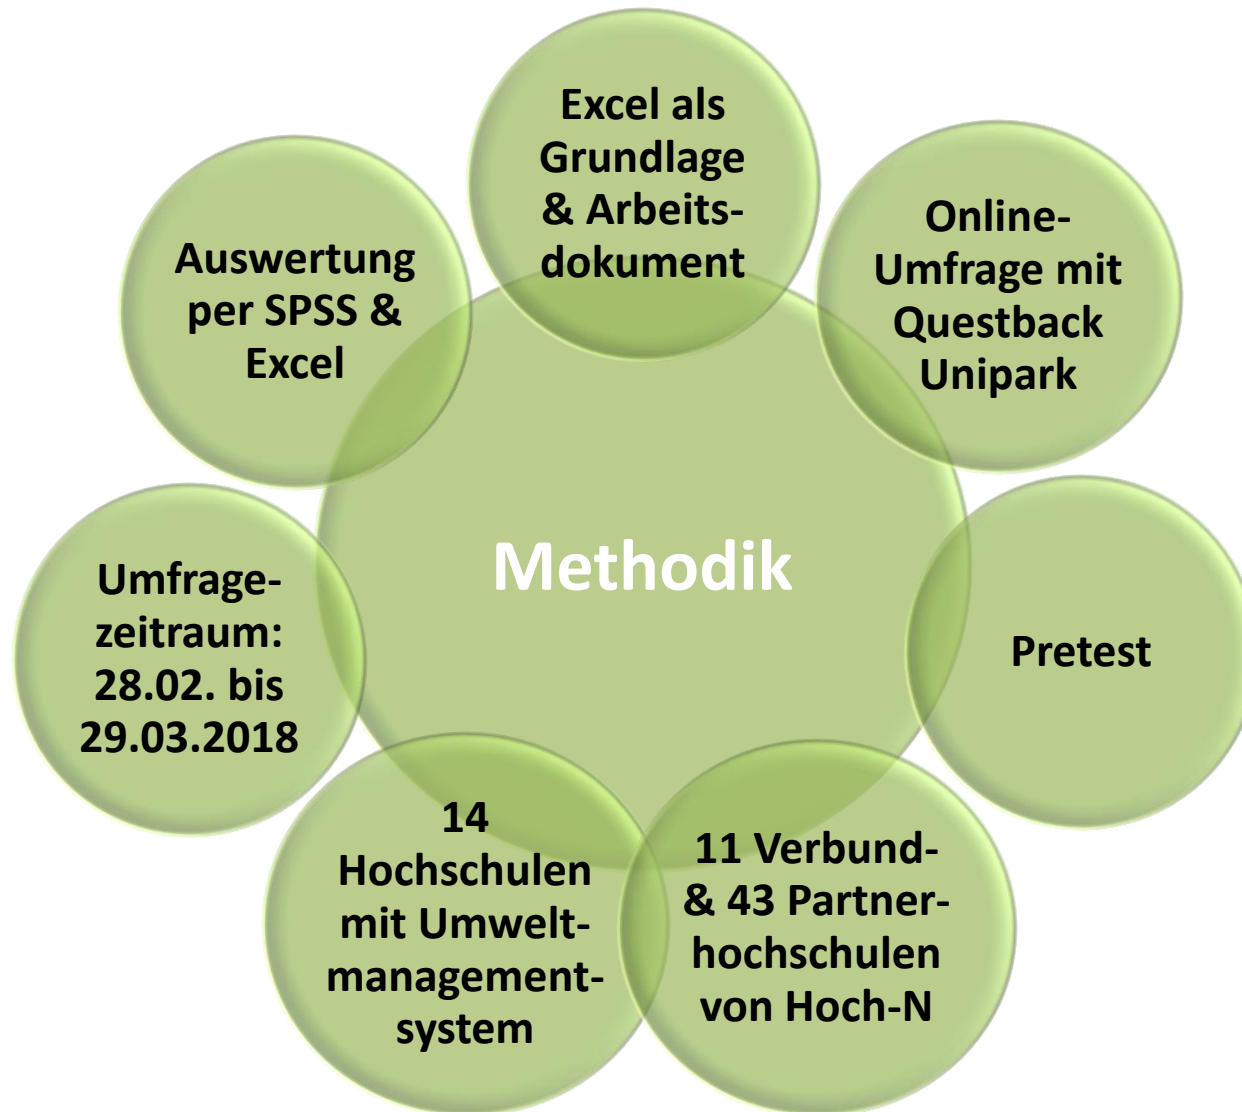 Excel als
Grundlage
& Arbeits-
dokument
Online-
Umfrage mit
Questback
Unipark
Pretest
11 Verbund-
& 43 Partner-
hochschulen
von Hoch-N
14
Hochschulen
mit Umwelt-
management-
system
Umfrage-
zeitraum:
28.02. bis
29.03.2018
Auswertung
per SPSS &
Excel
Methodik